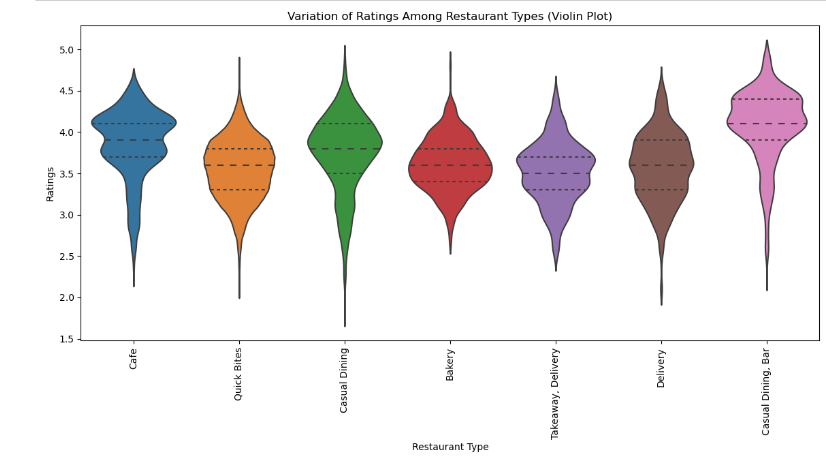 Variation of Ratings Among Restaurant Types (Violin Plot)
5.0
4.5
4.0
3.5
3.0
2.5
2.0
1.5
Ratings
Cafe
Quick Bites
Casual Dining
Bakery
Takeaway, Delivery
Delivery
Casual Dining, Bar
Restaurant Type